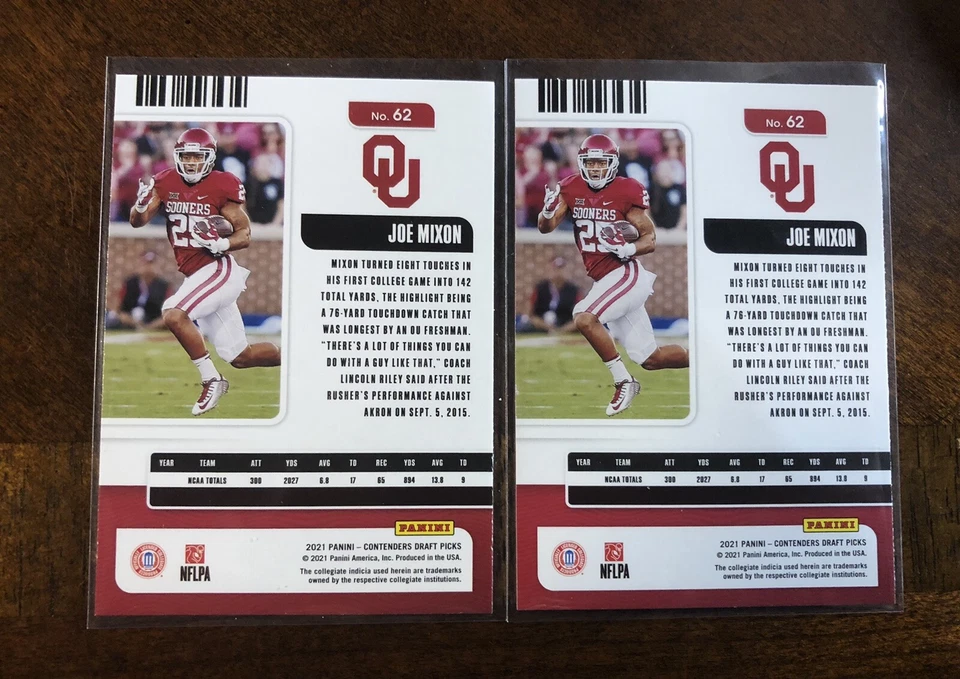 No. 62
OU
SOONERS
25
JOE MIXON
MIXON TURNED EIGHT TOUCHES IN
HIS FIRST COLLEGE GAME INTO 142
TOTAL YARDS, THE HIGHLIGHT BEING
A 76-YARD TOUCHDOWN CATCH THAT
WAS LONGEST BY AN OU FRESHMAN.
"THERE'S A LOT OF THINGS YOU CAN
DO WITH A GUY LIKE THAT," COACH
LINCOLN RILEY SAID AFTER THE
RUSHER'S PERFORMANCE AGAINST
AKRON ON SEPT. 5, 2015.
YEAR TEAM ATT YDS AVG TD REC YDS AVG TD
NCAA TOTALS 300 2027 6.8 17 65 894 13.8 9
PANINI
2021 PANINI – CONTENDERS DRAFT PICKS
© 2021 Panini America, Inc. Produced in the USA.
The collegiate indicia used herein are trademarks
owned by the respective collegiate institutions.
NFLPA
No. 62
OU
SOONERS
25
JOE MIXON
MIXON TURNED EIGHT TOUCHES IN
HIS FIRST COLLEGE GAME INTO 142
TOTAL YARDS, THE HIGHLIGHT BEING
A 76-YARD TOUCHDOWN CATCH THAT
WAS LONGEST BY AN OU FRESHMAN.
"THERE'S A LOT OF THINGS YOU CAN
DO WITH A GUY LIKE THAT," COACH
LINCOLN RILEY SAID AFTER THE
RUSHER'S PERFORMANCE AGAINST
AKRON ON SEPT. 5, 2015.
YEAR TEAM ATT YDS AVG TD REC YDS AVG TD
NCAA TOTALS 300 2027 6.8 17 65 894 13.8 9
PANINI
2021 PANINI – CONTENDERS DRAFT PICKS
© 2021 Panini America, Inc. Produced in the USA.
The collegiate indicia used herein are trademarks
owned by the respective collegiate institutions.
NFLPA